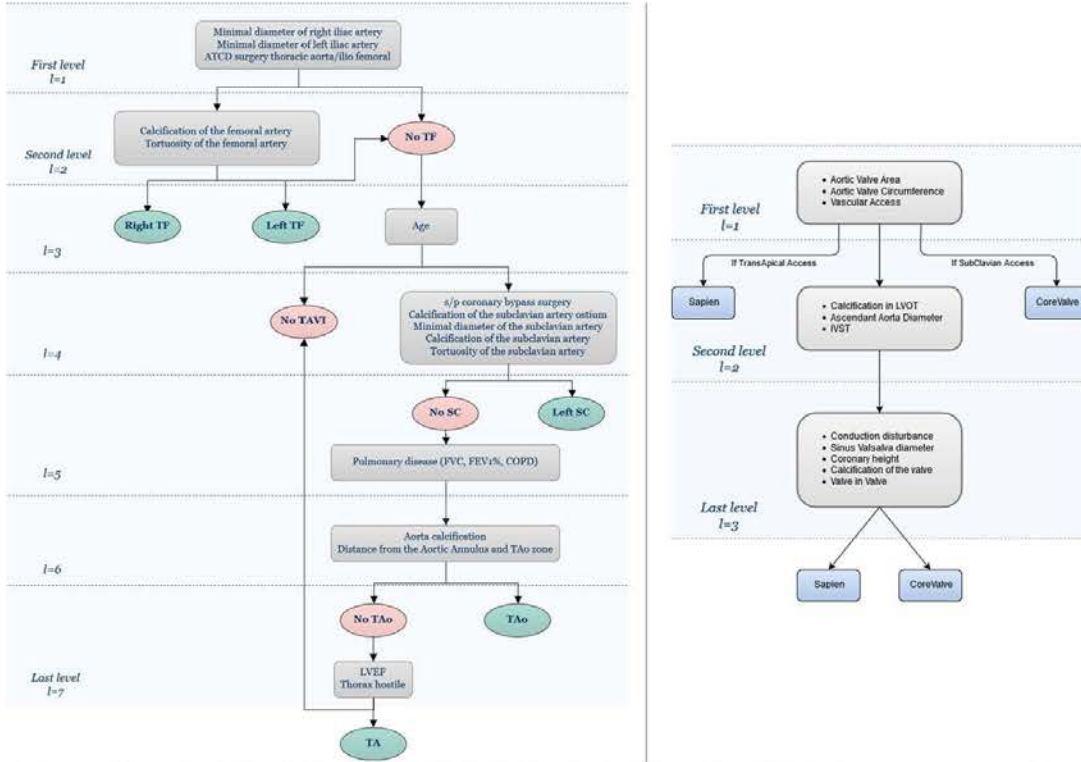 Minimal diameter of right iliac artery
Minimal diameter of left iliac artery
ATCD surgery thoracic aorta/ilio femoral
First level
l=1
Calcification of the femoral artery
Tortuosity of the femoral artery
No TF
Second level
l=2
Right TF
Left TF
Age
l=3
No TAVI
s/p coronary bypass surgery
Calcification of the subclavian artery ostium
Minimal diameter of the subclavian artery
Calcification of the subclavian artery
Tortuosity of the subclavian artery
l=4
No SC
Left SC
Pulmonary disease (FVC, FEV1%, COPD)
l=5
Aorta calcification
Distance from the Aortic Annulus and TAo zone
l=6
No TAo
TAo
LVEF
Thorax hostile
Last level
l=7
TA
• Aortic Valve Area
• Aortic Valve Circumference
• Vascular Access
First level
l=1
If TransApical Access
If SubClavian Access
Sapien
• Calcification in LVOT
• Ascendant Aorta Diameter
• IVST
CoreValve
Second level
l=2
• Conduction disturbance
• Sinus Valsalva diameter
• Coronary height
• Calcification of the valve
• Valve in Valve
Last level
l=3
Sapien
CoreValve